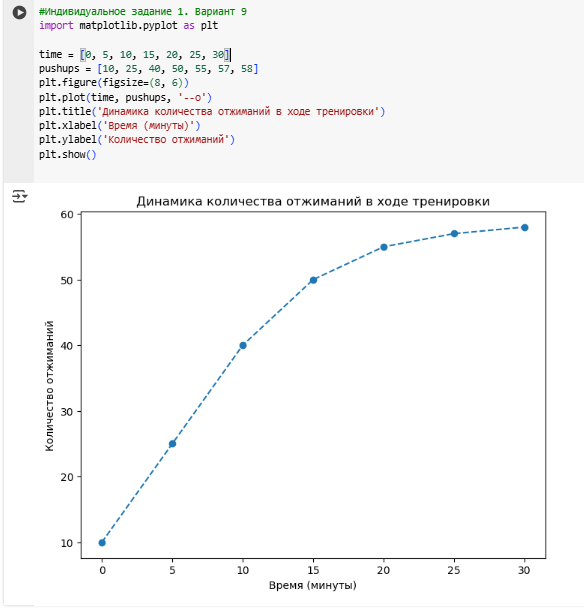 #Индивидуальное задание 1. Вариант 9
import matplotlib.pyplot as plt
time = [0, 5, 10, 15, 20, 25, 30]
pushups = [10, 25, 40, 50, 55, 57, 58]
plt.figure(figsize=(8, 6))
plt.plot(time, pushups, '--o')
plt.title('Динамика количества отжиманий в ходе тренировки')
plt.xlabel('Время (минуты)')
plt.ylabel('Количество отжиманий')
plt.show()
Динамика количества отжиманий в ходе тренировки
60
50
40
30
20
10
Количество отжиманий
0 5 10 15 20 25 30
Время (минуты)